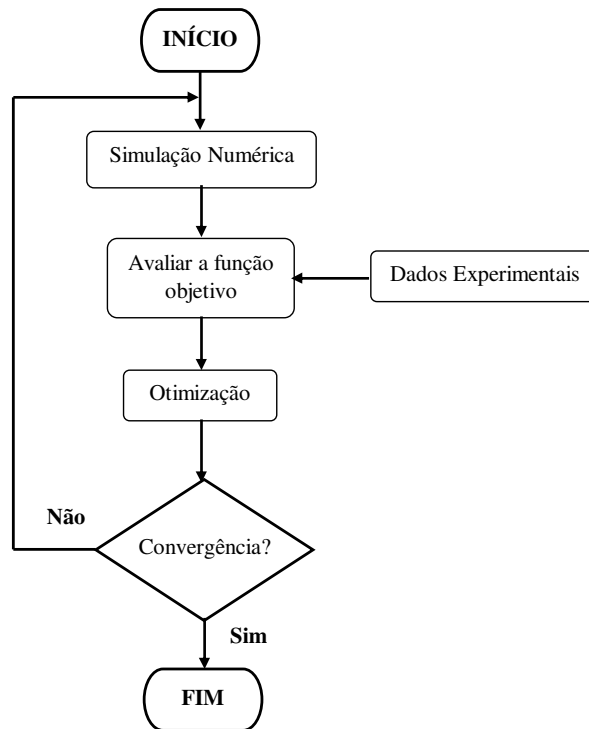 INÍCIO
Simulação Numérica
Avaliar a função
objetivo
Dados Experimentais
Otimização
Não
Convergência?
Sim
FIM